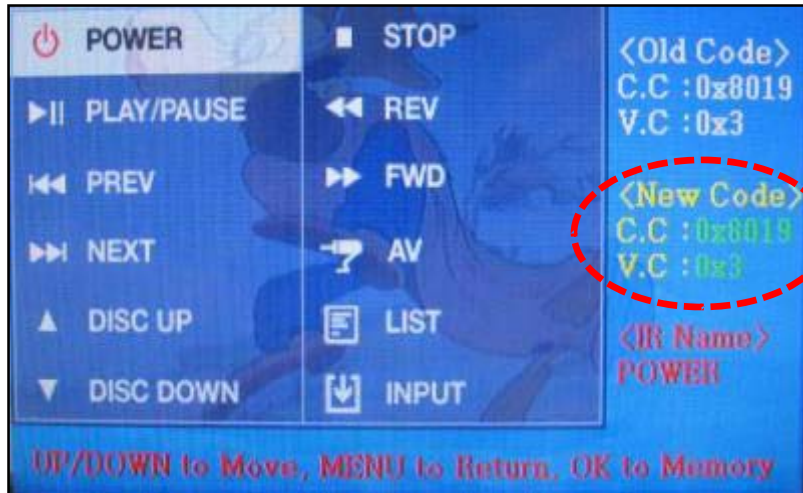 POWER
PLAY/PAUSE
PREV
NEXT
DISC UP
DISC DOWN
STOP
REV
FWD
AV
LIST
INPUT
<Old Code>
C.C :0x8019
V.C :0x3
<New Code>
C.C :0x8019
V.C :0x3
<IR Name>
POWER
UP/DOWN to Move, MENU to Return, OK to Memory